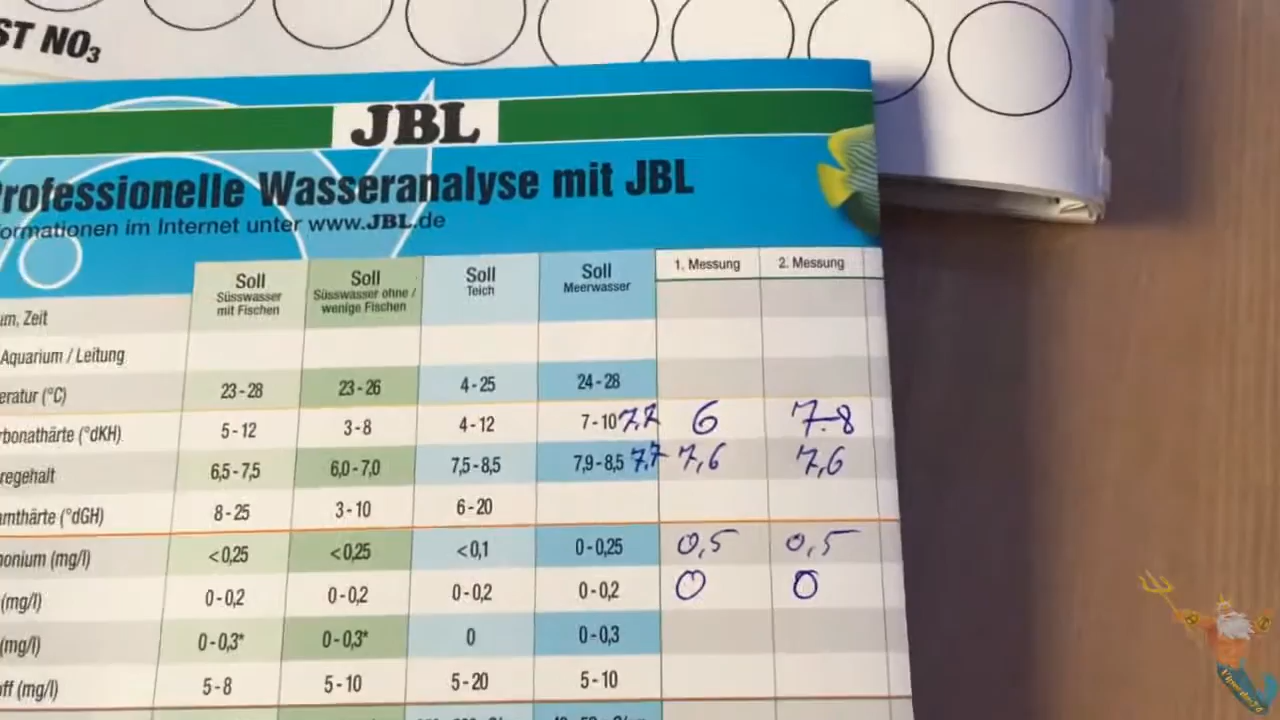 ST NO₃
JBL
Professionelle Wasseranalyse mit JBL
formationen im Internet unter www.JBL.de
Soll Süsswasser mit Fischen | Soll Süsswasser ohne / wenige Fischen | Soll Teich | Soll Meerwasser | 1. Messung | 2. Messung
um, Zeit
Aquarium / Leitung
eratur (°C) 23-28 23-26 4-25 24-28
rbonathärte (°dKH) 5-12 3-8 4-12 7-10 7,7 6 7-8
regehalt 6,5-7,5 6,0-7,0 7,5-8,5 7,9-8,5 7,7 7,6 7,6
amthärte (°dGH) 8-25 3-10 6-20
onium (mg/l) <0,25 <0,25 <0,1 0-0,25 0,5 0,5
(mg/l) 0-0,2 0-0,2 0-0,2 0-0,2 0 0
(mg/l) 0-0,3* 0-0,3* 0 0-0,3
ff (mg/l) 5-8 5-10 5-20 5-10